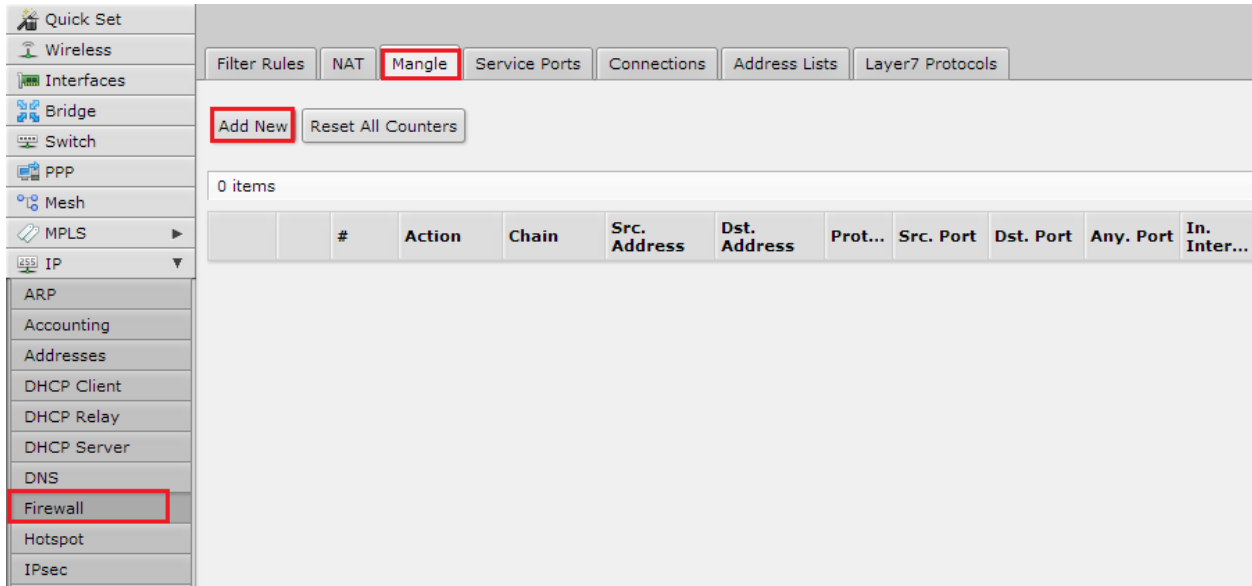 Quick Set
Wireless
Interfaces
Bridge
Switch
PPP
Mesh
MPLS
255 IP
ARP
Accounting
Addresses
DHCP Client
DHCP Relay
DHCP Server
DNS
Firewall
Hotspot
IPsec
Filter Rules NAT Mangle Service Ports Connections Address Lists Layer7 Protocols
Add New Reset All Counters
0 items
# Action Chain Src. Address Dst. Address Prot... Src. Port Dst. Port Any. Port In. Inter...